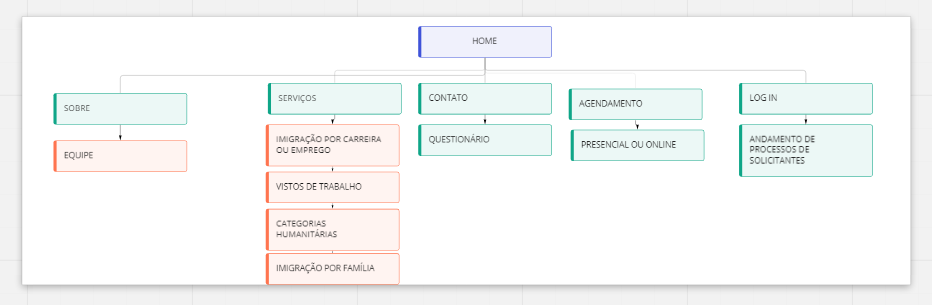 HOME
SOBRE
EQUIPE
SERVIÇOS
IMIGRAÇÃO POR CARREIRA
OU EMPREGO
VISTOS DE TRABALHO
CATEGORIAS
HUMANITÁRIAS
IMIGRAÇÃO POR FAMÍLIA
CONTATO
QUESTIONÁRIO
AGENDAMENTO
PRESENCIAL OU ONLINE
LOG IN
ANDAMENTO DE
PROCESSOS DE
SOLICITANTES